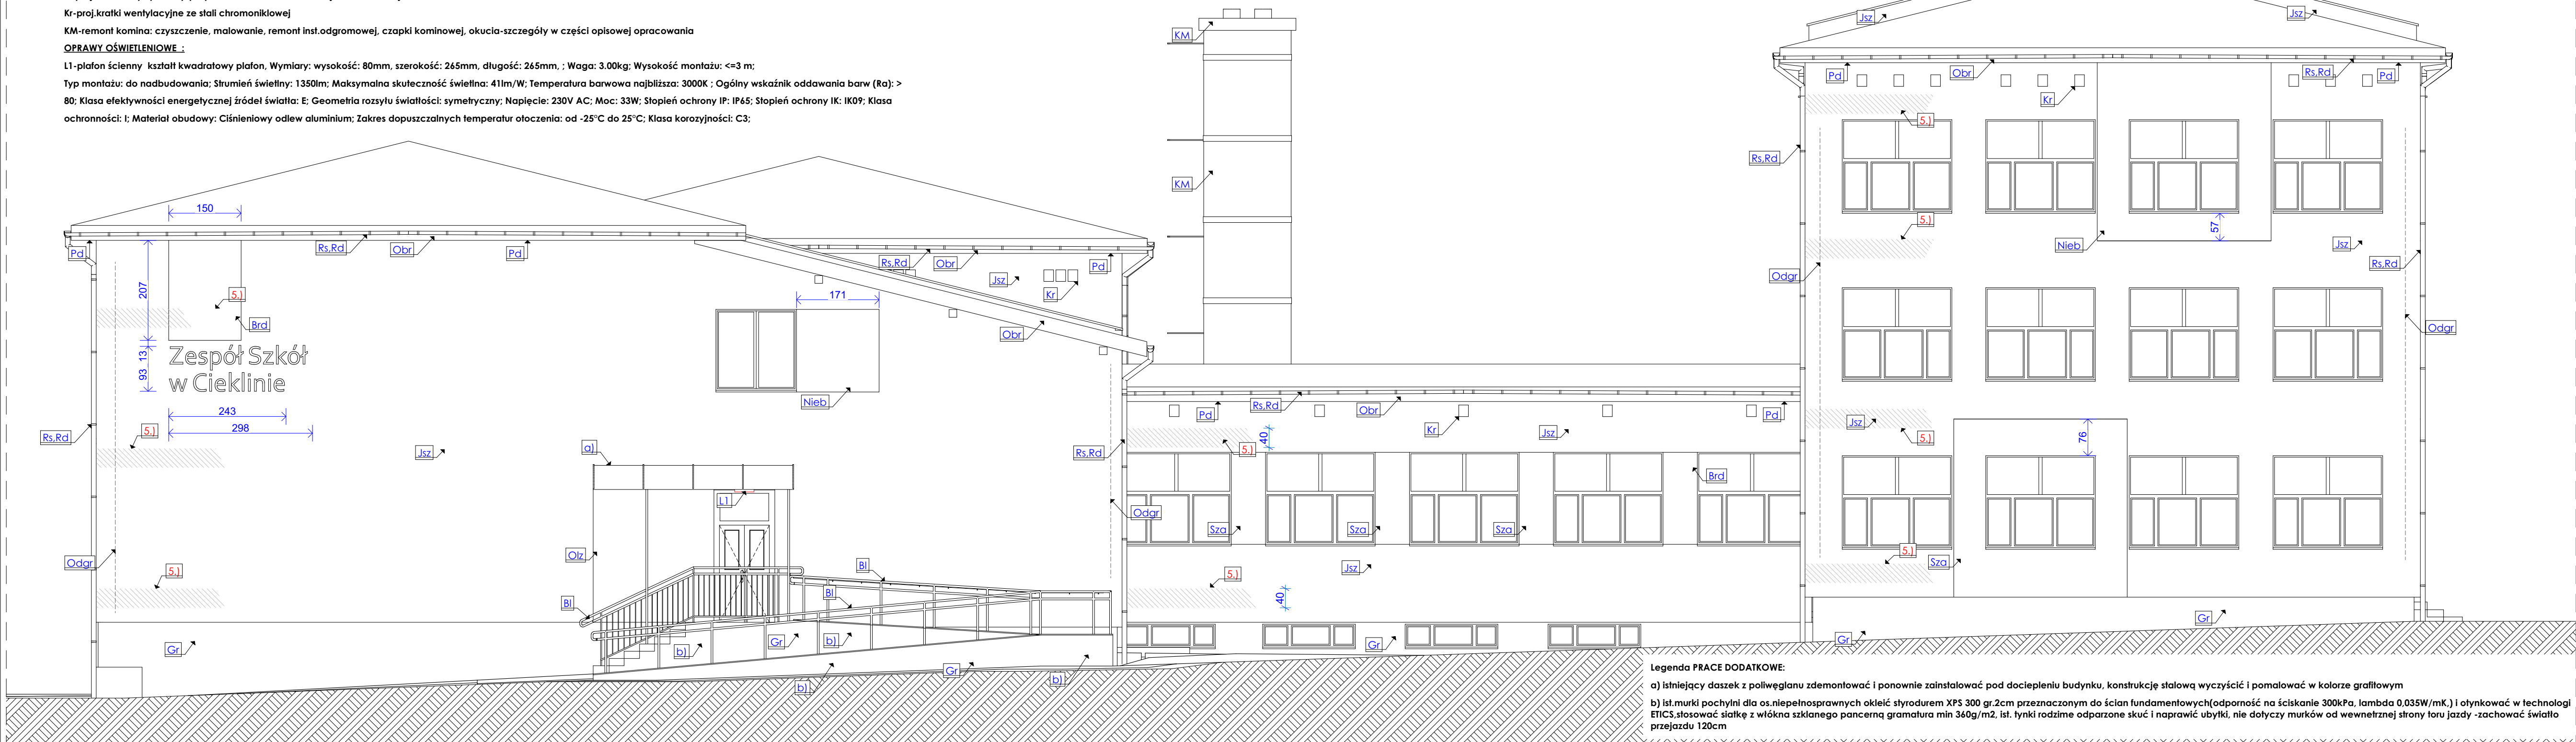 Kr-proj.kratki wentylacyjne ze stali chromoniklowej
KM-remont komina: czyszczenie, malowanie, remont inst.odgromowej, czapki kominowej, okucia-szczegóły w części opisowej opracowania
OPRAWY OŚWIETLENIOWE :
L1-plafon ścienny kształt kwadratowy plafon, Wymiary: wysokość: 80mm, szerokość: 265mm, długość: 265mm, ; Waga: 3.00kg; Wysokość montażu: <=3 m;
Typ montażu: do nadbudowania; Strumień świetlny: 1350lm; Maksymalna skuteczność świetlna: 41lm/W; Temperatura barwowa najbliższa: 3000K ; Ogólny wskaźnik oddawania barw (Ra): >
80; Klasa efektywności energetycznej źródeł światła: E; Geometria rozsyłu światłości: symetryczny; Napięcie: 230V AC; Moc: 33W; Stopień ochrony IP: IP65; Stopień ochrony IK: IK09; Klasa
ochronności: I; Materiał obudowy: Ciśnieniowy odlew aluminium; Zakres dopuszczalnych temperatur otoczenia: od -25°C do 25°C; Klasa korozyjności: C3;
KM
Jsz
Jsz
Pd
Obr
Rs,Rd
Pd
Kr
5.)
Rs,Rd
KM
150
Pd
Rs,Rd
Obr
Pd
Rs,Rd
Obr
Pd
Jsz
Kr
5.)
57
Nieb
Jsz
Rs,Rd
Odgr
207
5.)
Brd
171
Obr
Odgr
13
93
Zespół Szkół
w Cieklinie
Nieb
243
298
Rs,Rd
5.)
Jsz
a)
Rs,Rd
Pd
Rs,Rd
Obr
Pd
Kr
Jsz
40
5.)
Jsz
5.)
76
Brd
L1
Odgr
Sza
Sza
Sza
Odgr
5.)
Olz
Bl
Bl
Bl
5.)
Jsz
40
5.)
Sza
Gr
b)
Gr
b)
b)
Gr
b)
Gr
Gr
Gr
Legenda PRACE DODATKOWE:
a) istniejący daszek z poliwęglanu zdemontować i ponownie zainstalować pod dociepleniu budynku, konstrukcję stalową wyczyścić i pomalować w kolorze grafitowym
b) ist.murki pochylni dla os.niepełnosprawnych okleić styrodurem XPS 300 gr.2cm przeznaczonym do ścian fundamentowych(odporność na ściskanie 300kPa, lambda 0,035W/mK,) i otynkować w technologi
ETICS,stosować siatkę z włókna szklanego pancerną gramatura min 360g/m2, ist. tynki rodzime odparzone skuć i naprawić ubytki, nie dotyczy murków od wewnetrznej strony toru jazdy -zachować światło
przejazdu 120cm